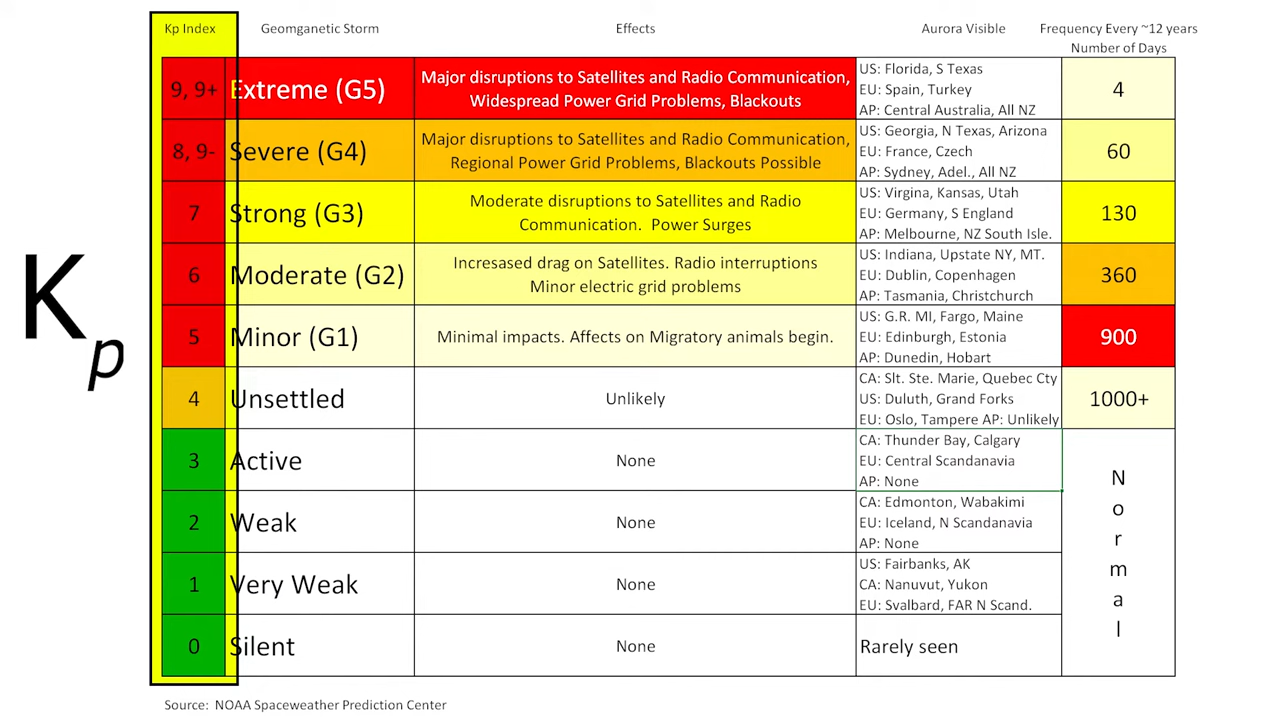 Kp Index Geomganetic Storm Effects Aurora Visible Frequency Every ~12 years
Number of Days
9, 9+ Extreme (G5)
Major disruptions to Satellites and Radio Communication,
Widespread Power Grid Problems, Blackouts
US: Florida, S Texas
EU: Spain, Turkey
AP: Central Australia, All NZ
4
8, 9- Severe (G4)
Major disruptions to Satellites and Radio Communication,
Regional Power Grid Problems, Blackouts Possible
US: Georgia, N Texas, Arizona
EU: France, Czech
AP: Sydney, Adel., All NZ
60
7 Strong (G3)
Moderate disruptions to Satellites and Radio
Communication. Power Surges
US: Virgina, Kansas, Utah
EU: Germany, S England
AP: Melbourne, NZ South Isle.
130
Kp
6 Moderate (G2)
Incresased drag on Satellites. Radio interruptions
Minor electric grid problems
US: Indiana, Upstate NY, MT.
EU: Dublin, Copenhagen
AP: Tasmania, Christchurch
360
5 Minor (G1)
Minimal impacts. Affects on Migratory animals begin.
US: G.R. MI, Fargo, Maine
EU: Edinburgh, Estonia
AP: Dunedin, Hobart
900
4 Unsettled
Unlikely
CA: Slt. Ste. Marie, Quebec Cty
US: Duluth, Grand Forks
EU: Oslo, Tampere AP: Unlikely
1000+
3 Active
None
CA: Thunder Bay, Calgary
EU: Central Scandanavia
AP: None
2 Weak
None
CA: Edmonton, Wabakimi
EU: Iceland, N Scandanavia
AP: None
1 Very Weak
None
US: Fairbanks, AK
CA: Nanuvut, Yukon
EU: Svalbard, FAR N Scand.
0 Silent
None
Rarely seen
Normal
Source: NOAA Spaceweather Prediction Center